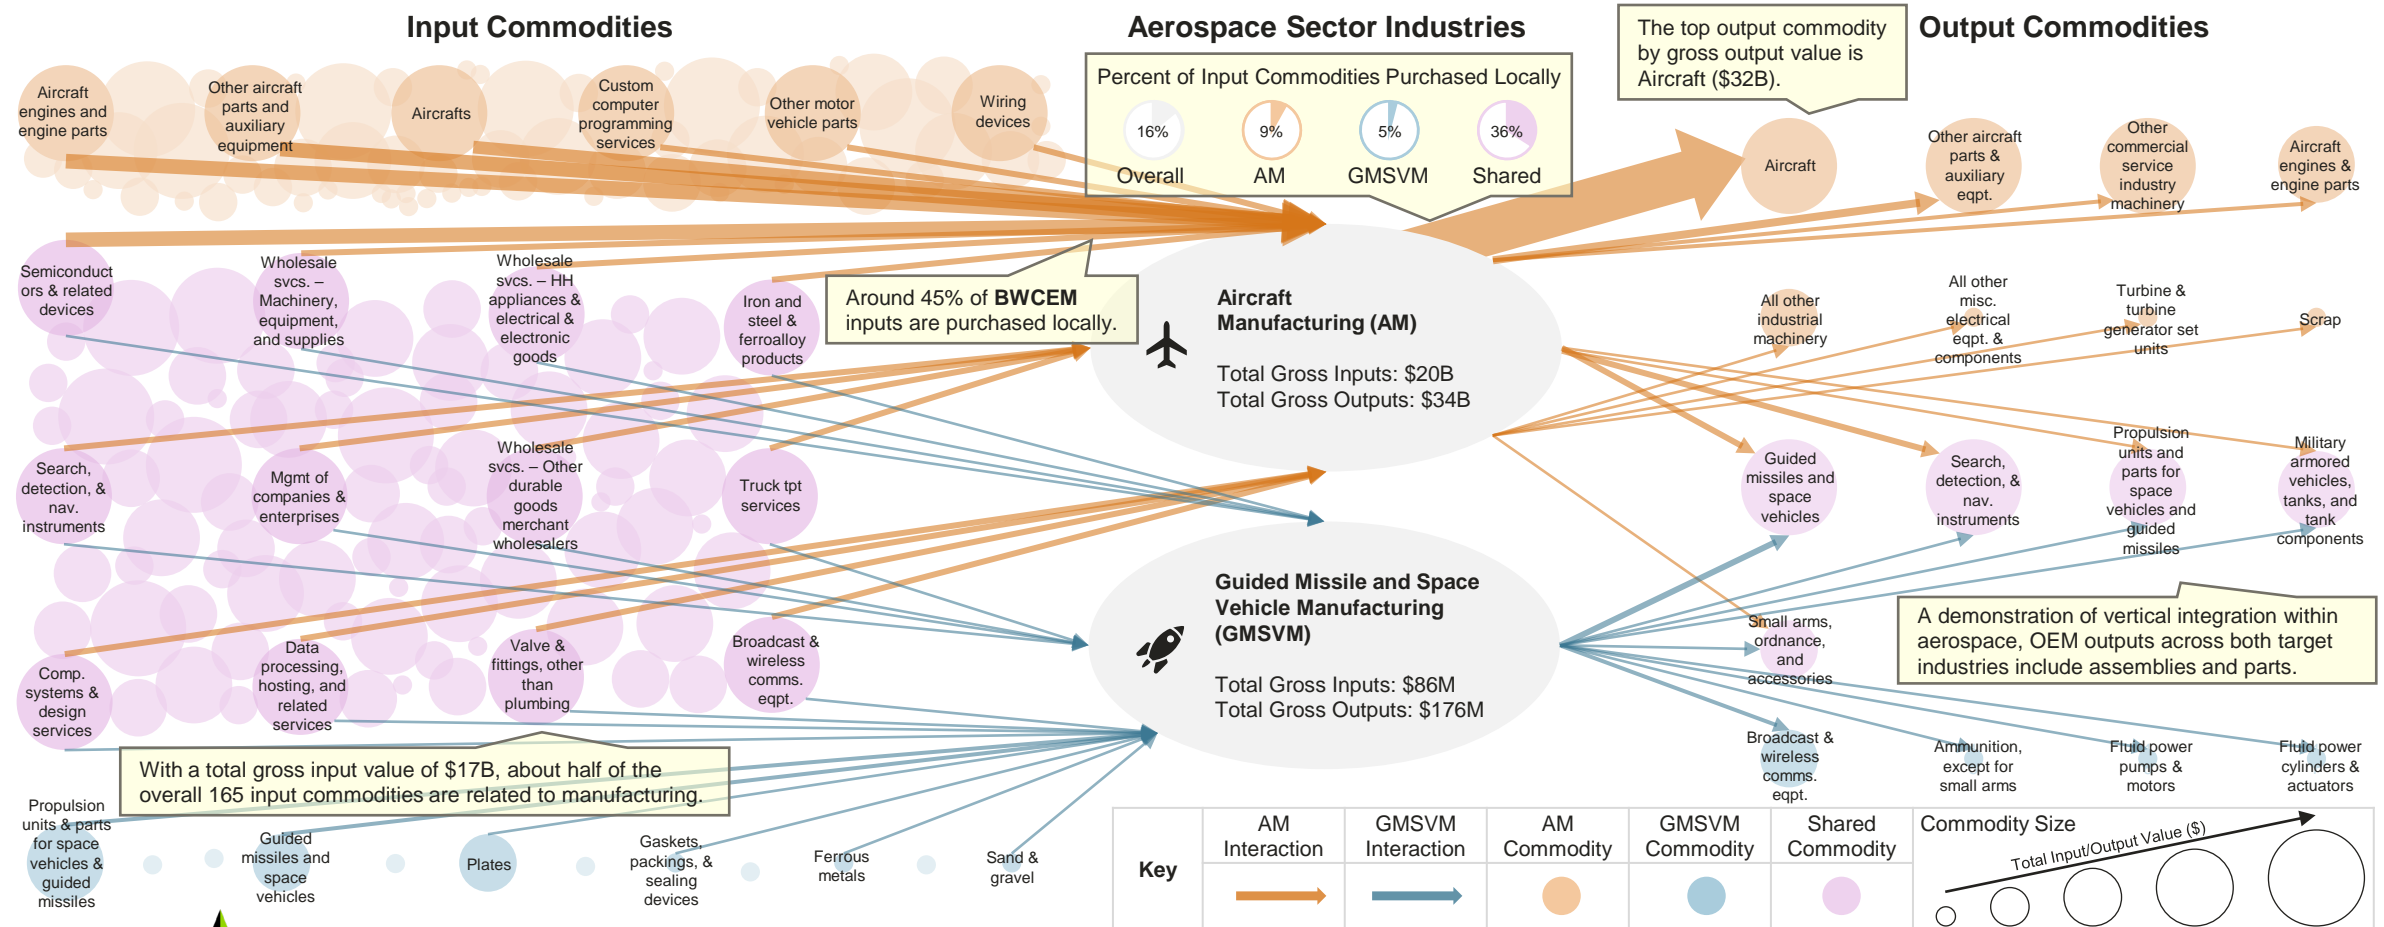 Input Commodities
Aerospace Sector Industries
Output Commodities
The top output commodity
by gross output value is
Aircraft ($32B).
Percent of Input Commodities Purchased Locally
16%
9%
5%
36%
Overall
AM
GMSVM
Shared
Aircraft
engines and
engine parts
Other aircraft
parts and
auxiliary
equipment
Aircrafts
Custom
computer
programming
services
Other motor
vehicle parts
Wiring
devices
Aircraft
Other aircraft
parts &
auxiliary
eqpt.
Other
commercial
service
industry
machinery
Aircraft
engines &
engine parts
Semiconduct
ors & related
devices
Wholesale
svcs. –
Machinery,
equipment,
and supplies
Wholesale
svcs. – HH
appliances &
electrical &
electronic
goods
Iron and
steel &
ferroalloy
products
Around 45% of BWCEM
inputs are purchased locally.
Aircraft
Manufacturing (AM)
Total Gross Inputs: $20B
Total Gross Outputs: $34B
All other
industrial
machinery
All other
misc.
electrical
eqpt. &
components
Turbine &
turbine
generator set
units
Scrap
Search,
detection, &
nav.
instruments
Mgmt of
companies &
enterprises
Wholesale
svcs. – Other
durable
goods
merchant
wholesalers
Truck tpt
services
Guided
missiles and
space
vehicles
Search,
detection, &
nav.
instruments
Propulsion
units and
parts for
space
vehicles and
guided
missiles
Military
armored
vehicles,
tanks, and
tank
components
Guided Missile and Space
Vehicle Manufacturing
(GMSVM)
Total Gross Inputs: $86M
Total Gross Outputs: $176M
A demonstration of vertical integration within
aerospace, OEM outputs across both target
industries include assemblies and parts.
Small arms,
ordnance,
and
accessories
Comp.
systems &
design
services
Data
processing,
hosting, and
related
services
Valve &
fittings, other
than
plumbing
Broadcast &
wireless
comms.
eqpt.
With a total gross input value of $17B, about half of the
overall 165 input commodities are related to manufacturing.
Broadcast &
wireless
comms.
eqpt.
Ammunition,
except for
small arms
Fluid power
pumps &
motors
Fluid power
cylinders &
actuators
Propulsion
units & parts
for space
vehicles &
guided
missiles
Guided
missiles and
space
vehicles
Plates
Gaskets,
packings, &
sealing
devices
Ferrous
metals
Sand &
gravel
Key
AM
Interaction
GMSVM
Interaction
AM
Commodity
GMSVM
Commodity
Shared
Commodity
Commodity Size
Total Input/Output Value ($)